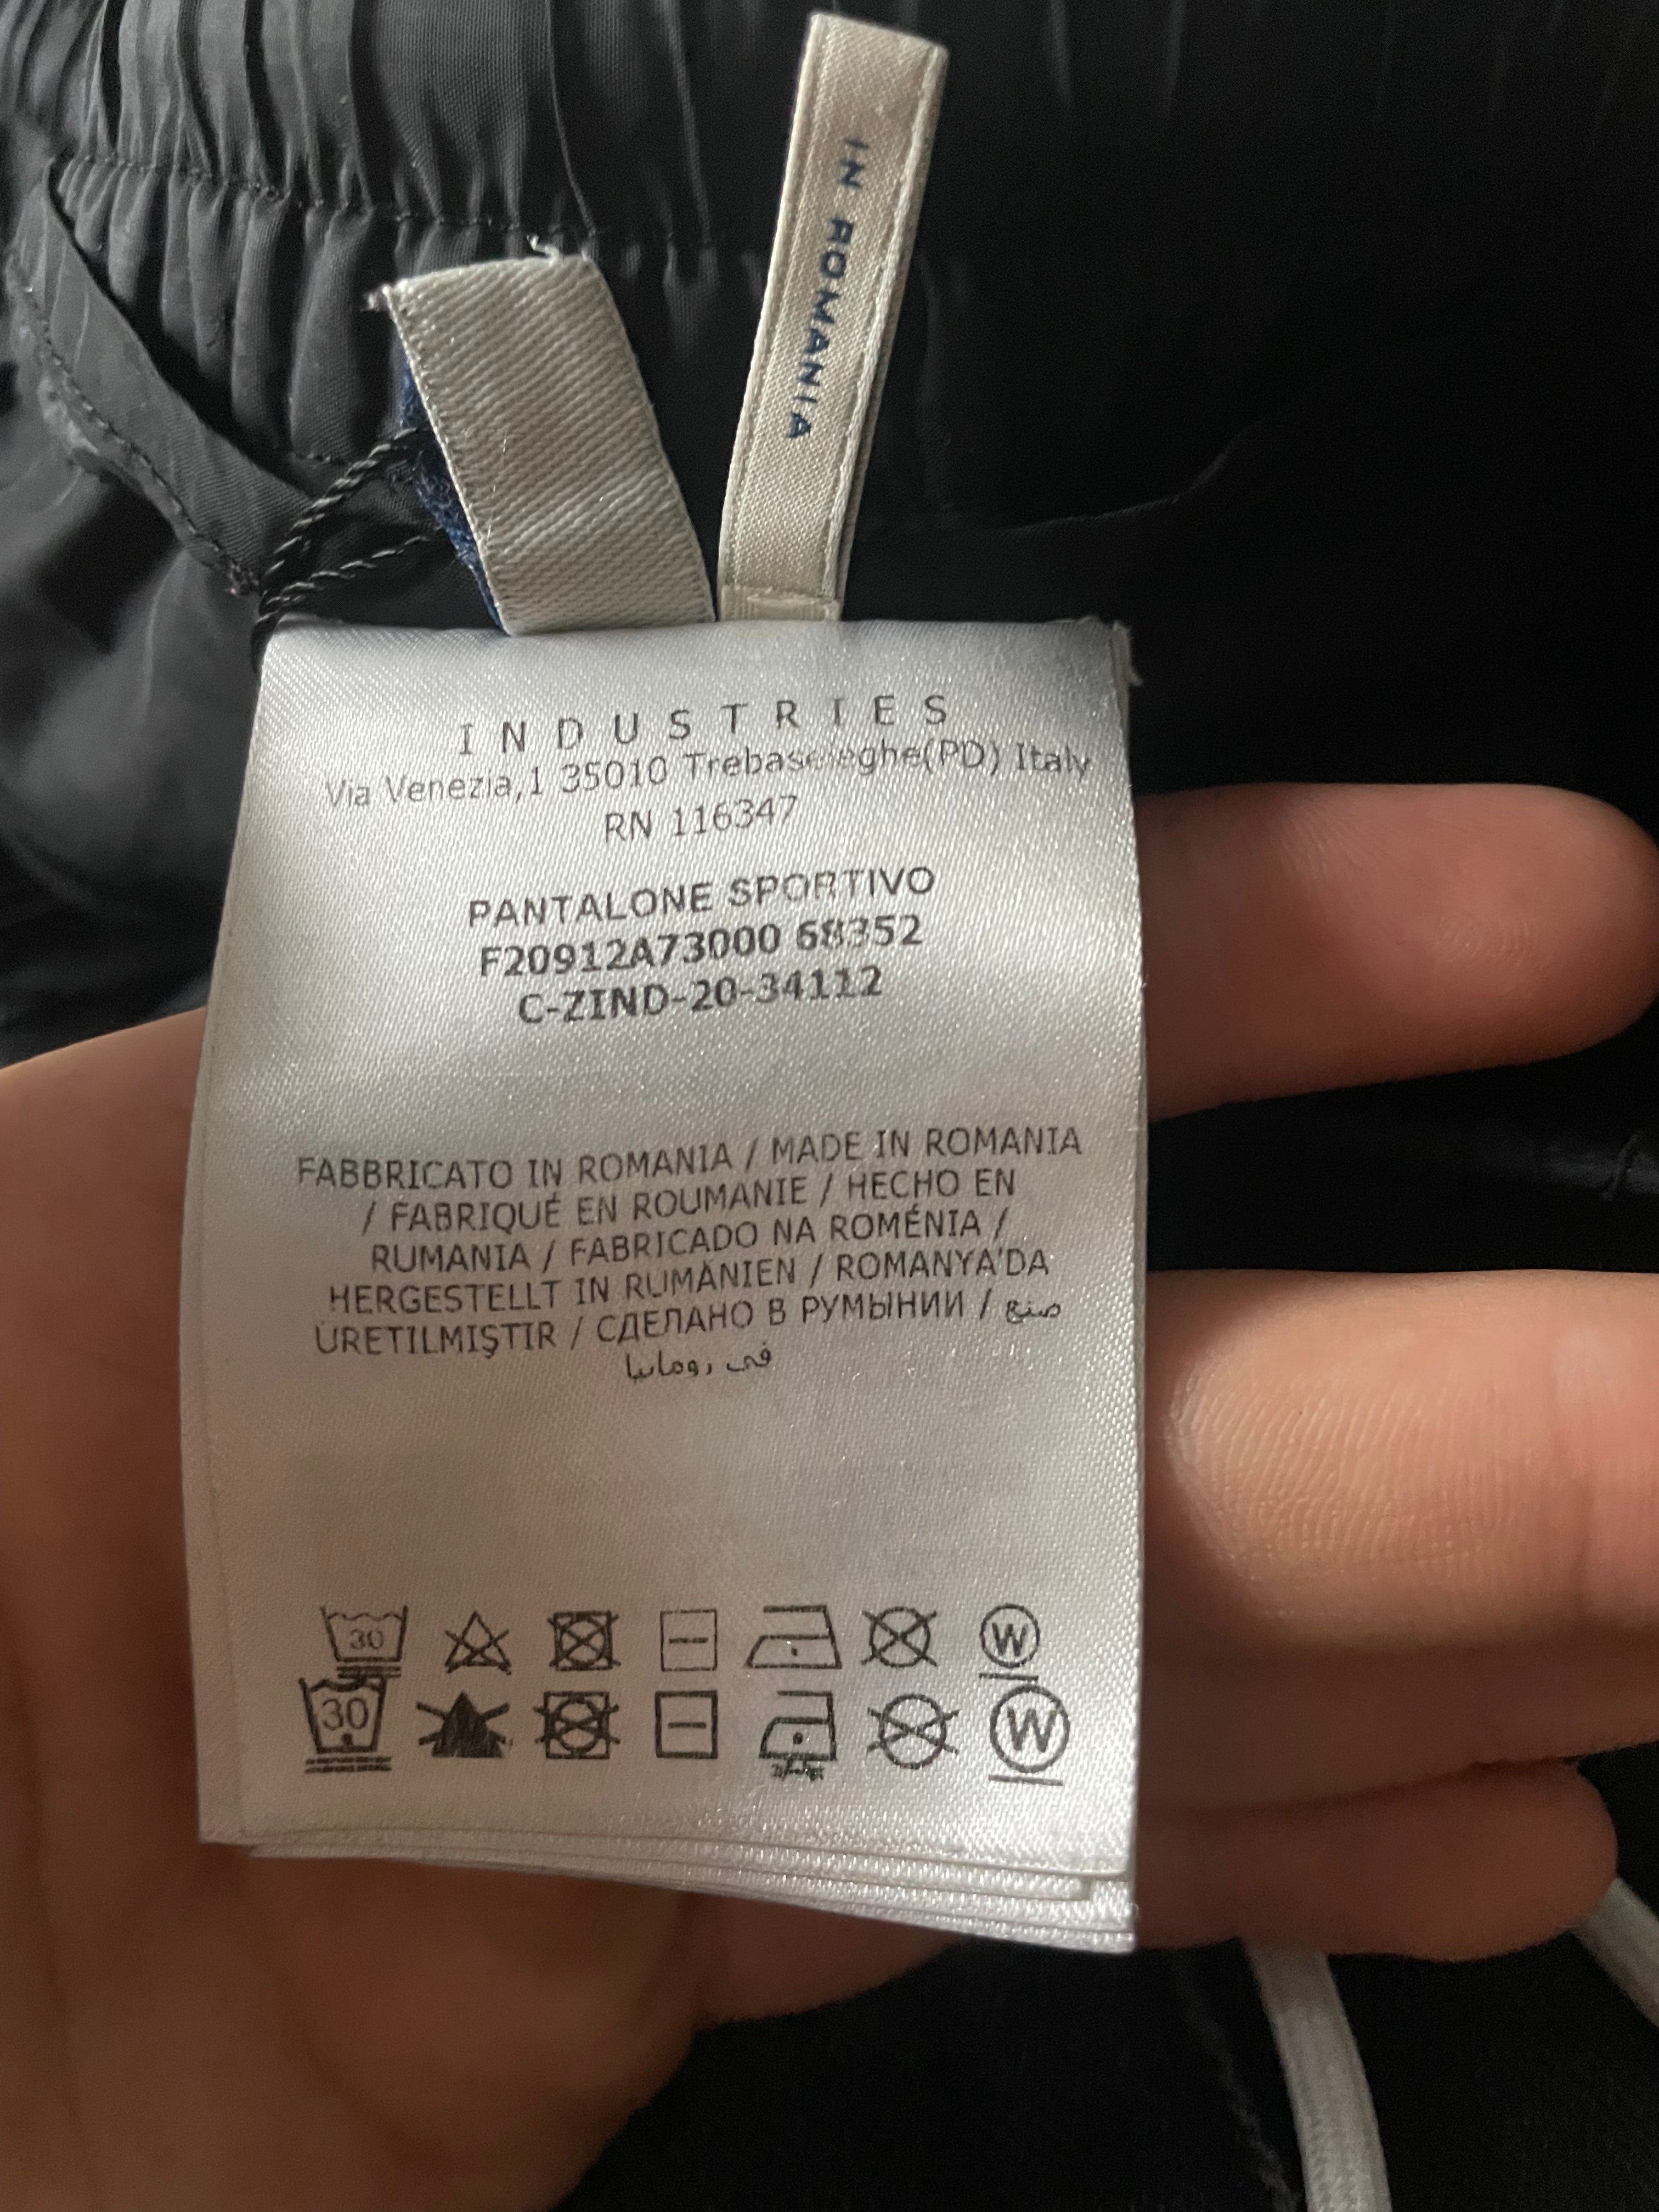 IN ROMANIA
INDUSTRIES
Via Venezia,1 35010 Trebaseleghe(PD) Italy
RN 116347
PANTALONE SPORTIVO
F20912A73000 68352
C-ZIND-20-34112
FABBRICATO IN ROMANIA / MADE IN ROMANIA
/ FABRIQUÉ EN ROUMANIE / HECHO EN
RUMANIA / FABRICADO NA ROMÉNIA /
HERGESTELLT IN RUMÄNIEN / ROMANYA'DA
ÜRETILMIŞTIR / СДЕЛАНО В РУМЫНИИ / صنع
في رومانيا
30 W
30 W